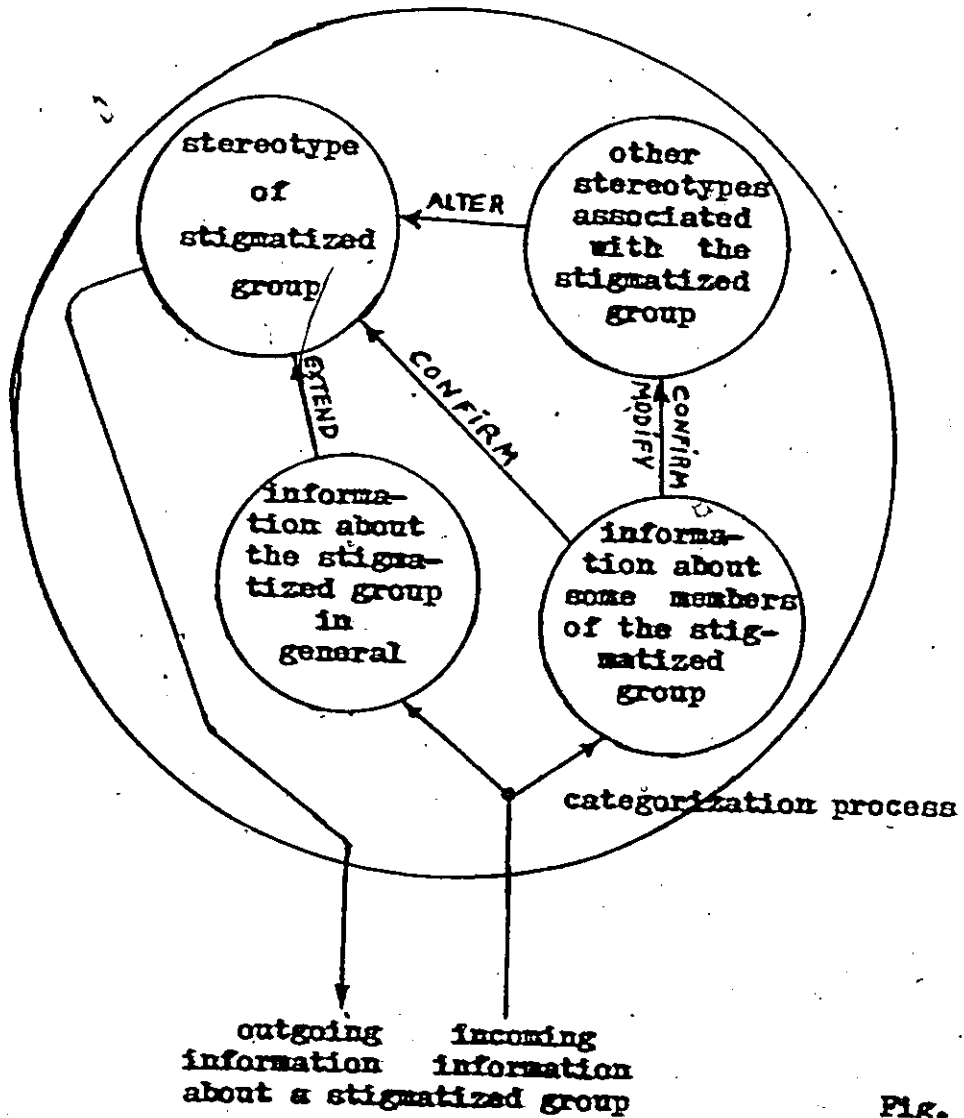 stereotype
of
stigmatized
group
ALTER
other
stereotypes
associated
with the
stigmatized
group
EXTEND
CONFIRM
MODIFY
CONFIRM
informa-
tion about
the stigma-
tized group
in
general
informa-
tion about
some members
of the stig-
matized
group
categorization process
outgoing
information
about a stigmatized group
incoming
information
Fig.